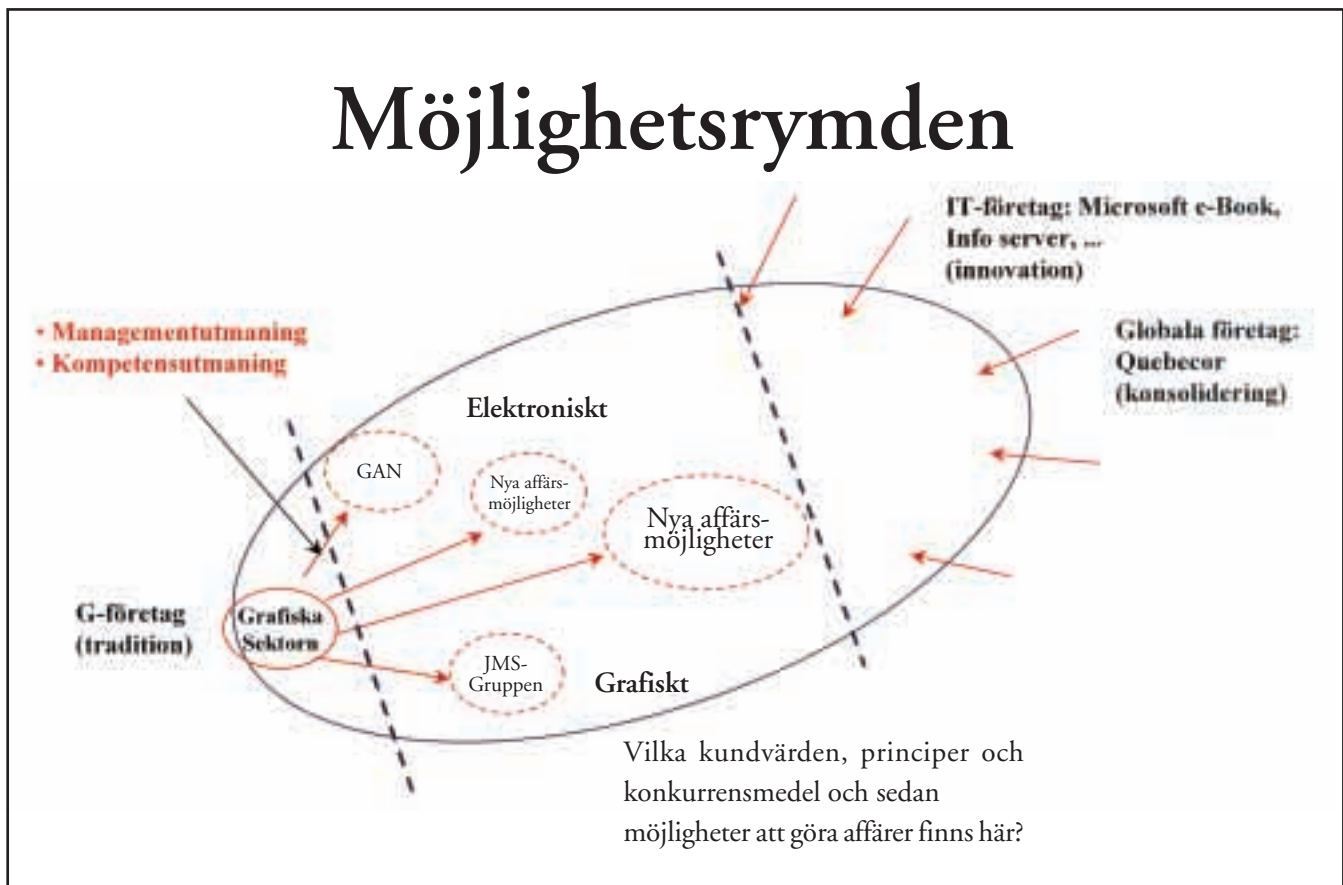 Möjlighetsrymden
IT-företag: Microsoft e-Book,
Info server, ...
(innovation)
Globala företag:
Quebecor
(konsolidering)
• Managementutmaning
• Kompetensutmaning
Elektroniskt
GAN
Nya affärs-
möjligheter
Nya affärs-
möjligheter
G-företag
(tradition)
Grafiska
Sektorn
JMS-
Gruppen
Grafiskt
Vilka kundvärden, principer och
konkurrensmedel och sedan
möjligheter att göra affärer finns här?